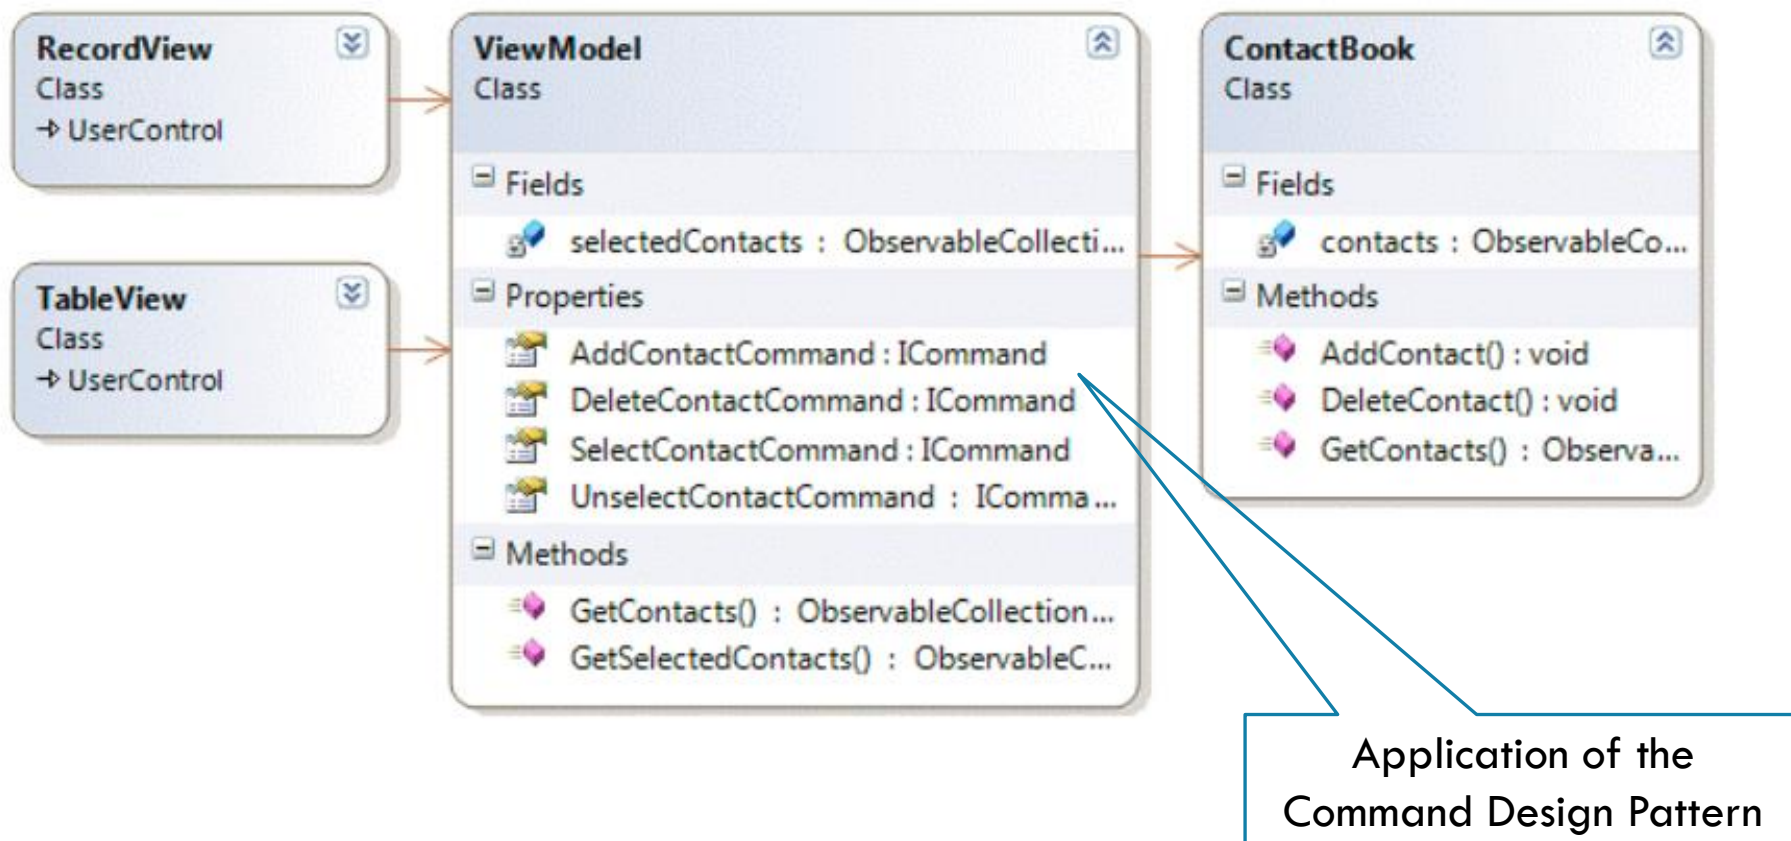 RecordView
Class
UserControl
TableView
Class
UserControl
ViewModel
Class
Fields
selectedContacts : ObservableCollecti...
Properties
AddContactCommand : ICommand
DeleteContactCommand : ICommand
SelectContactCommand : ICommand
UnselectContactCommand : IComma...
Methods
GetContacts() : ObservableCollection...
GetSelectedContacts() : ObservableC...
ContactBook
Class
Fields
contacts : ObservableCo...
Methods
AddContact() : void
DeleteContact() : void
GetContacts() : Observa...
Application of the
Command Design Pattern